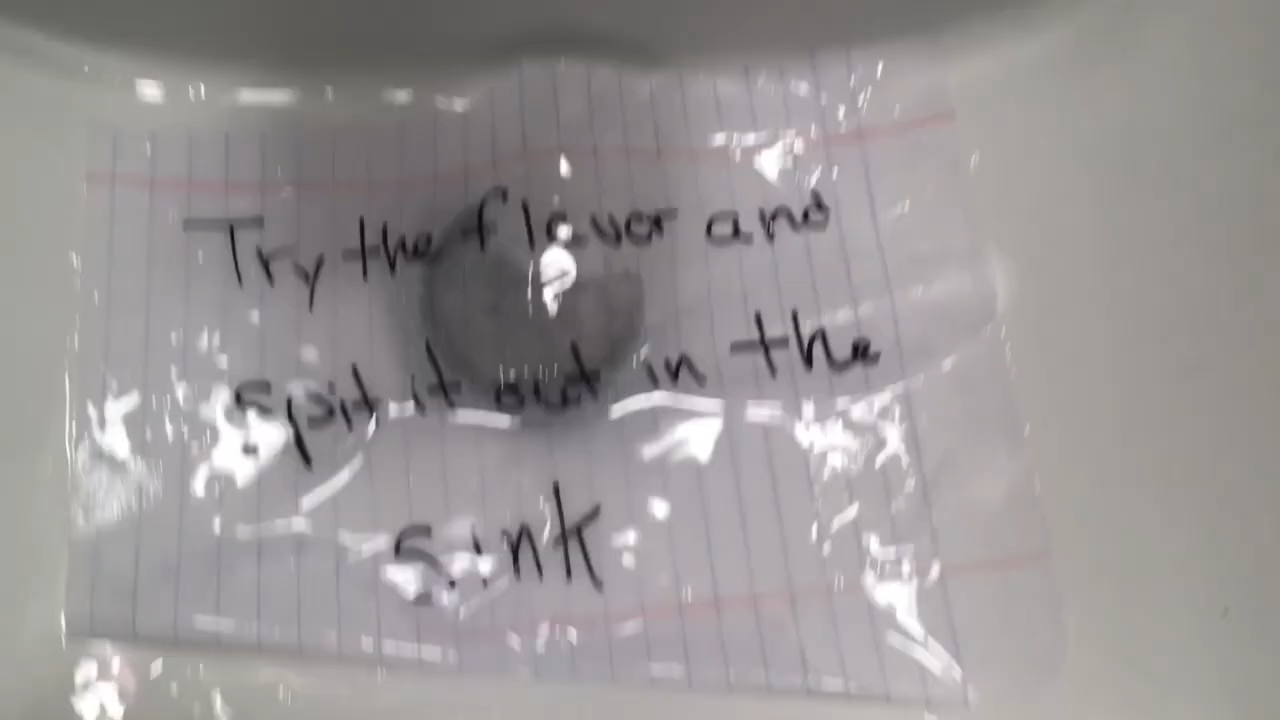 Try the flavor and
Spit it out in the
Sink